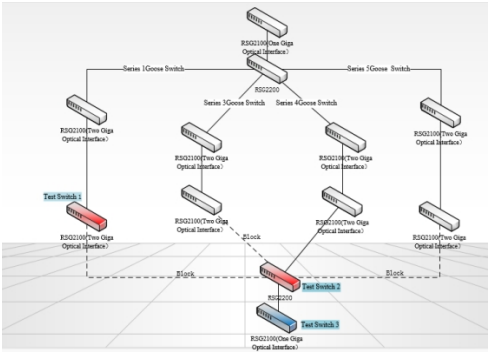 RSG2100(One Giga
Optical Interface)
Series 1Goose Switch
RSG2200
Series 5Goose Switch
Series 3Goose Switch
Series 4Goose Switch
RSG2100(Two Giga
Optical Interface)
RSG2100(Two Giga
Optical Interface)
RSG2100(Two Giga
Optical Interface)
RSG2100(Two Giga
Optical Interface)
Test Switch 1
RSG2100(Two Giga
Optical Interface)
RSG2100(Two Giga
Optical Interface)
RSG2100(Two Giga
Optical Interface)
RSG2100(Two Giga
Optical Interface)
Block
Block
Block
Test Switch 2
RSG2200
Test Switch 3
RSG2100(One Giga
Optical Interface)